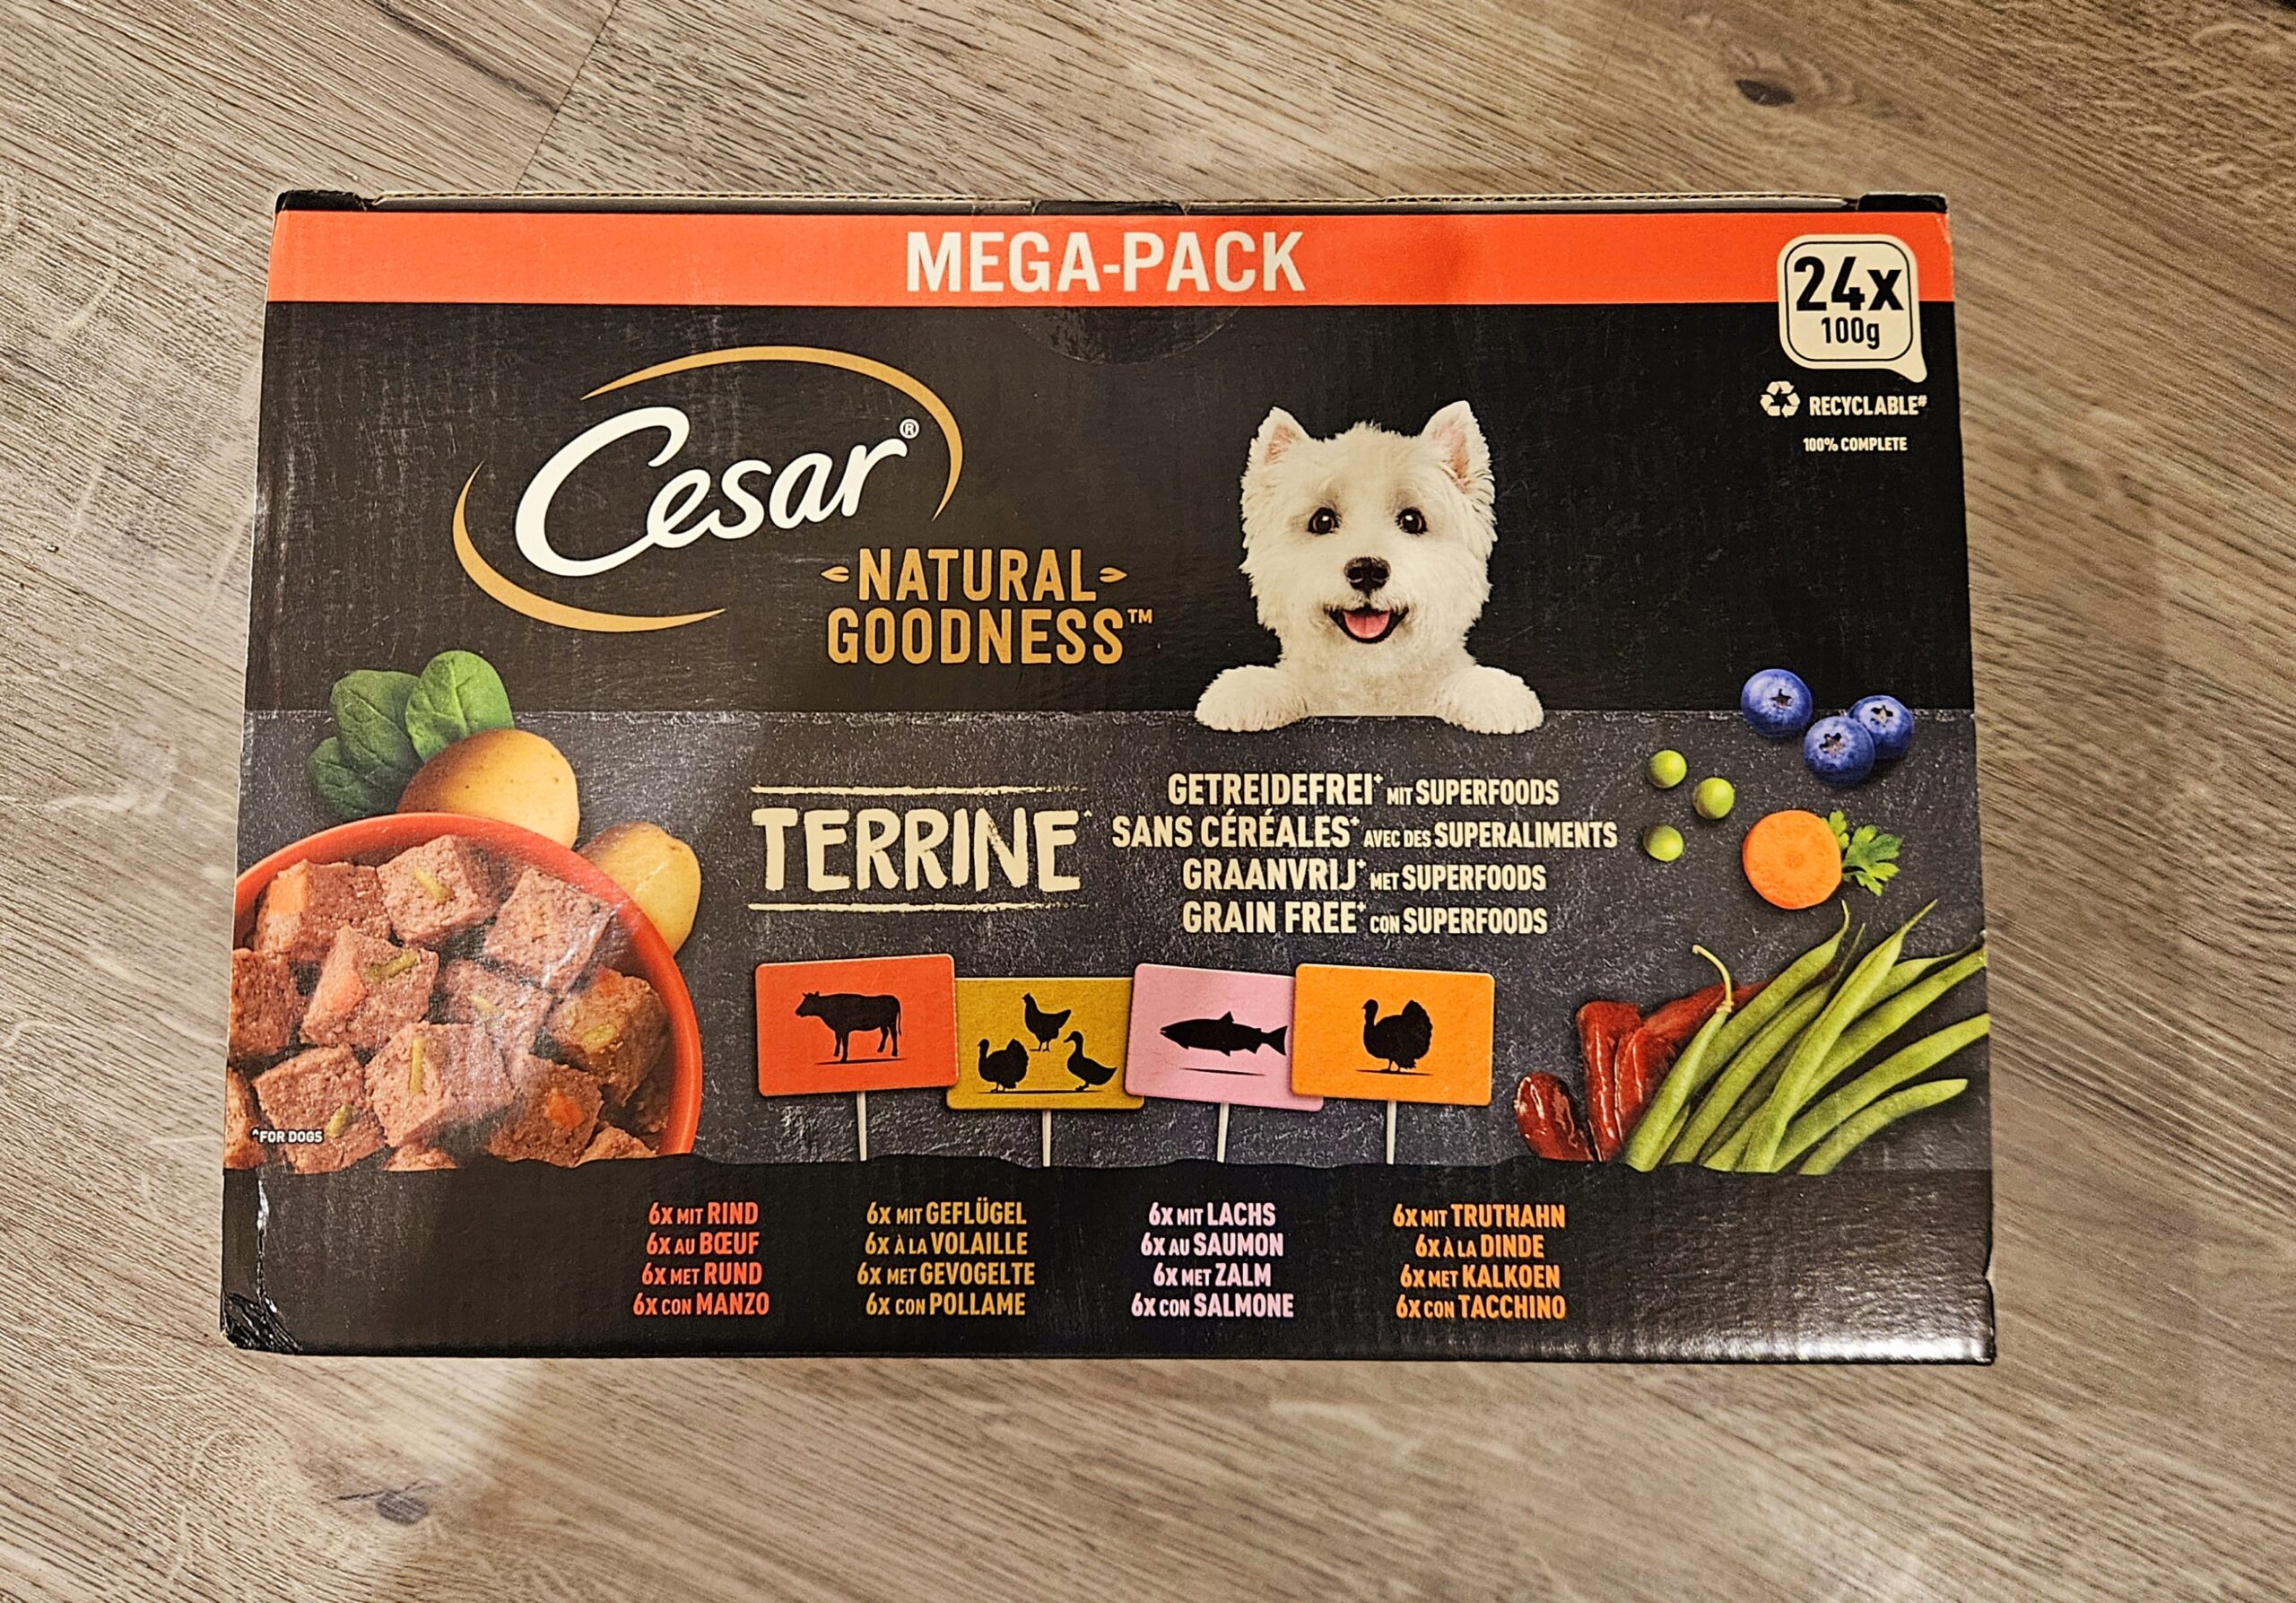 MEGA-PACK
24x
100g
RECYCLABLE#
100% COMPLETE
Cesar®
NATURAL
GOODNESS™
TERRINE^
GETREIDEFREI+ MIT SUPERFOODS
SANS CÉRÉALES+ AVEC DES SUPERALIMENTS
GRAANVRIJ+ MET SUPERFOODS
GRAIN FREE+ CON SUPERFOODS
^FOR DOGS
6X MIT RIND
6X AU BŒUF
6X MET RUND
6X CON MANZO
6X MIT GEFLÜGEL
6X À LA VOLAILLE
6X MET GEVOGELTE
6X CON POLLAME
6X MIT LACHS
6X AU SAUMON
6X MET ZALM
6X CON SALMONE
6X MIT TRUTHAHN
6X À LA DINDE
6X MET KALKOEN
6X CON TACCHINO